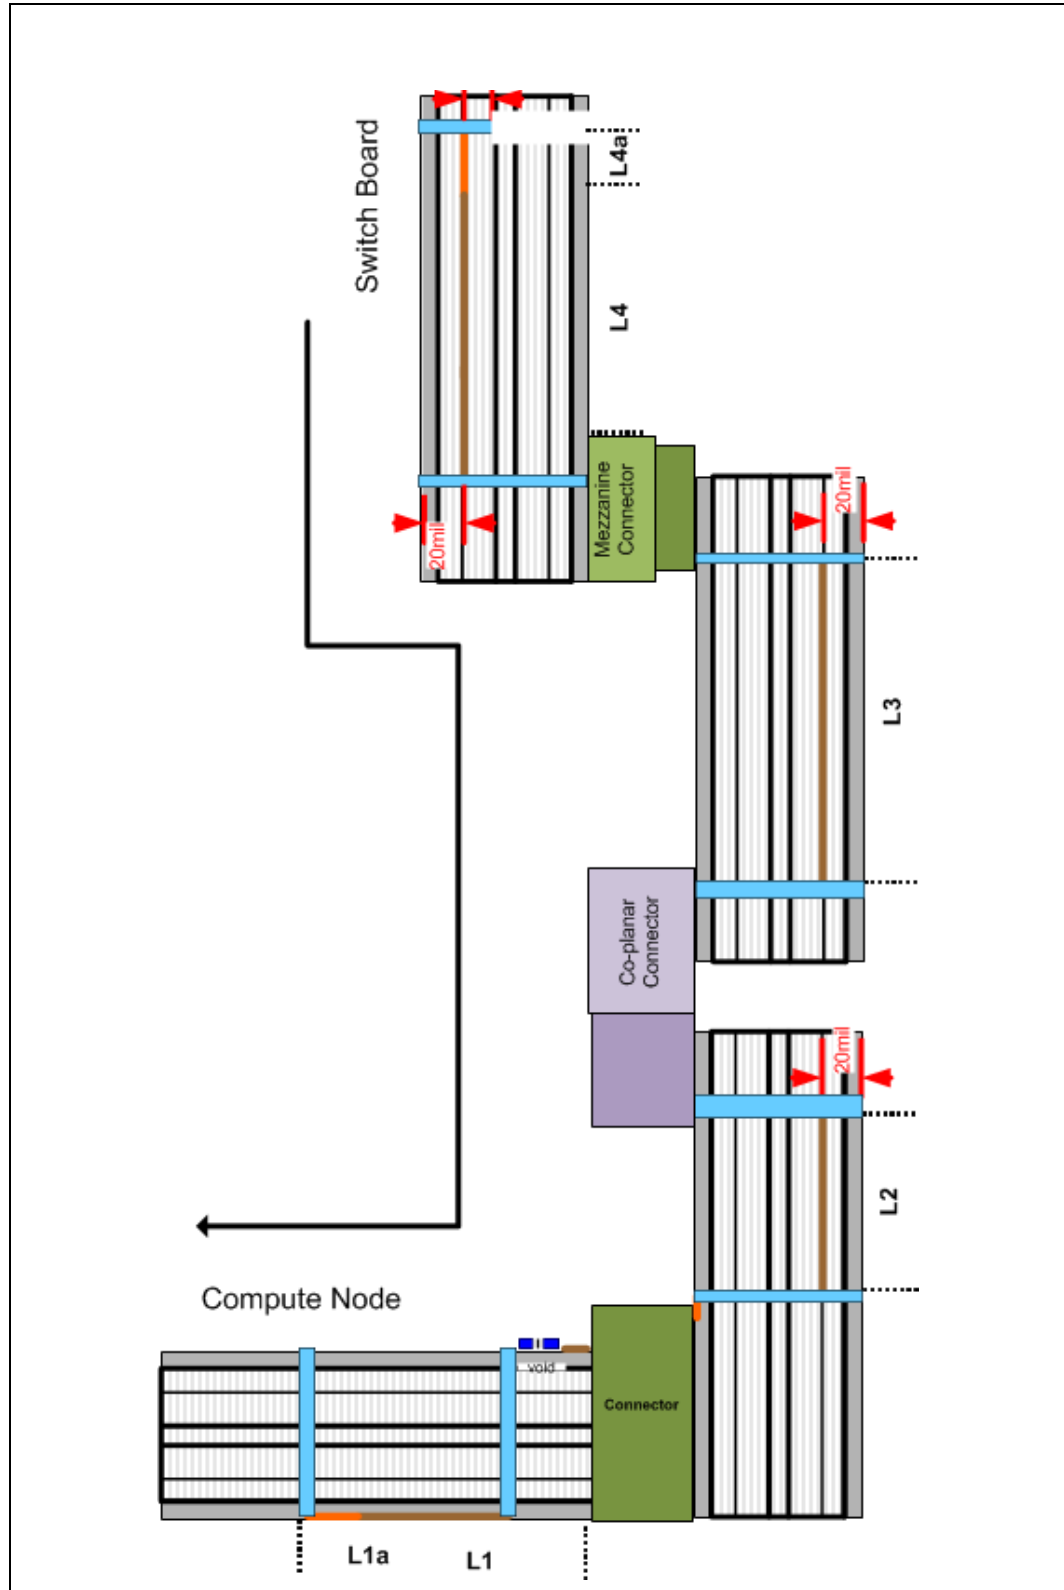 Switch Board
L4a
L4
20mil
Mezzanine
Connector
20mil
L3
Co-planar
Connector
20mil
L2
Compute Node
void
Connector
L1a
L1